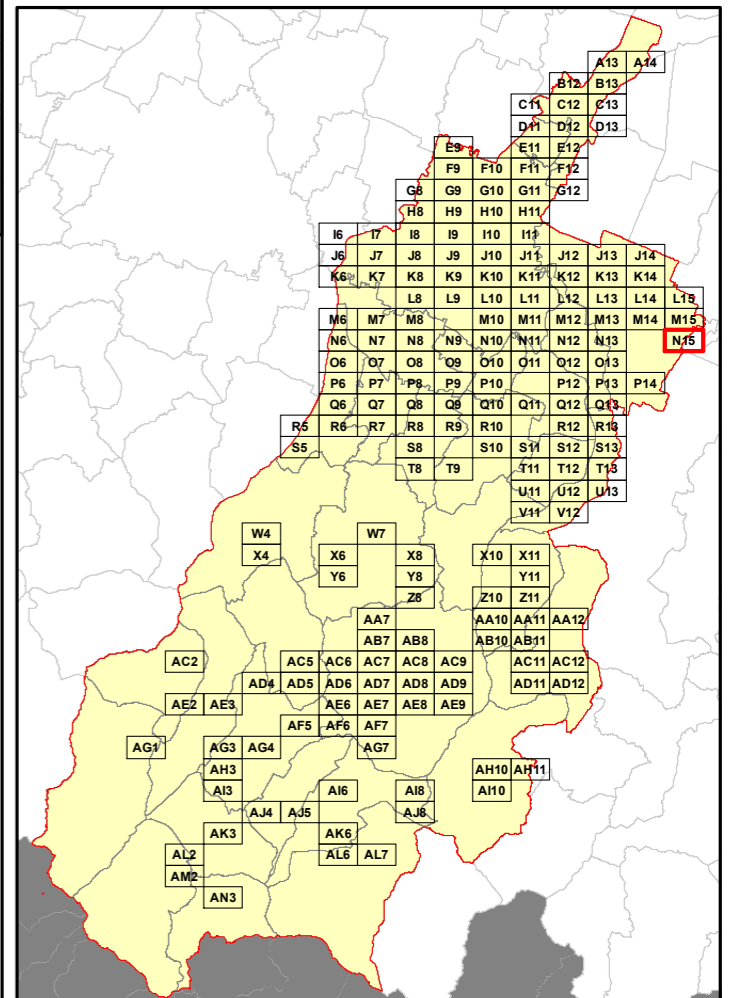 A13 A14
B12 B13
C11 C12 C13
D11 D12 D13
E9 E11 E12
F9 F10 F11 F12
G8 G9 G10 G11 G12
H8 H9 H10 H11
I6 I7 I8 I9 I10 I11
J6 J7 J8 J9 J10 J11 J12 J13 J14
K6 K7 K8 K9 K10 K11 K12 K13 K14
L8 L9 L10 L11 L12 L13 L14 L15
M6 M7 M8 M10 M11 M12 M13 M14 M15
N6 N7 N8 N9 N10 N11 N12 N13 N15
O6 O7 O8 O9 O10 O11 O12 O13
P6 P7 P8 P9 P10 P12 P13 P14
Q6 Q7 Q8 Q9 Q10 Q11 Q12 Q13
R5 R6 R7 R8 R9 R10 R12 R13
S5 S8 S10 S11 S12 S13
T8 T9 T11 T12 T13
U11 U12 U13
V11 V12
W4 W7
X4 X6 X8 X10 X11
Y6 Y8 Y11
Z8 Z10 Z11
AA7 AA10 AA11 AA12
AB7 AB8 AB10 AB11
AC2 AC5 AC6 AC7 AC8 AC9 AC11 AC12
AD4 AD5 AD6 AD7 AD8 AD9 AD11 AD12
AE2 AE3 AE6 AE7 AE8 AE9
AF5 AF6 AF7
AG1 AG3 AG4 AG7
AH3 AH10 AH11
AI3 AI6 AI8 AI10
AJ4 AJ5 AJ8
AK3 AK6
AL2 AL6 AL7
AM2
AN3